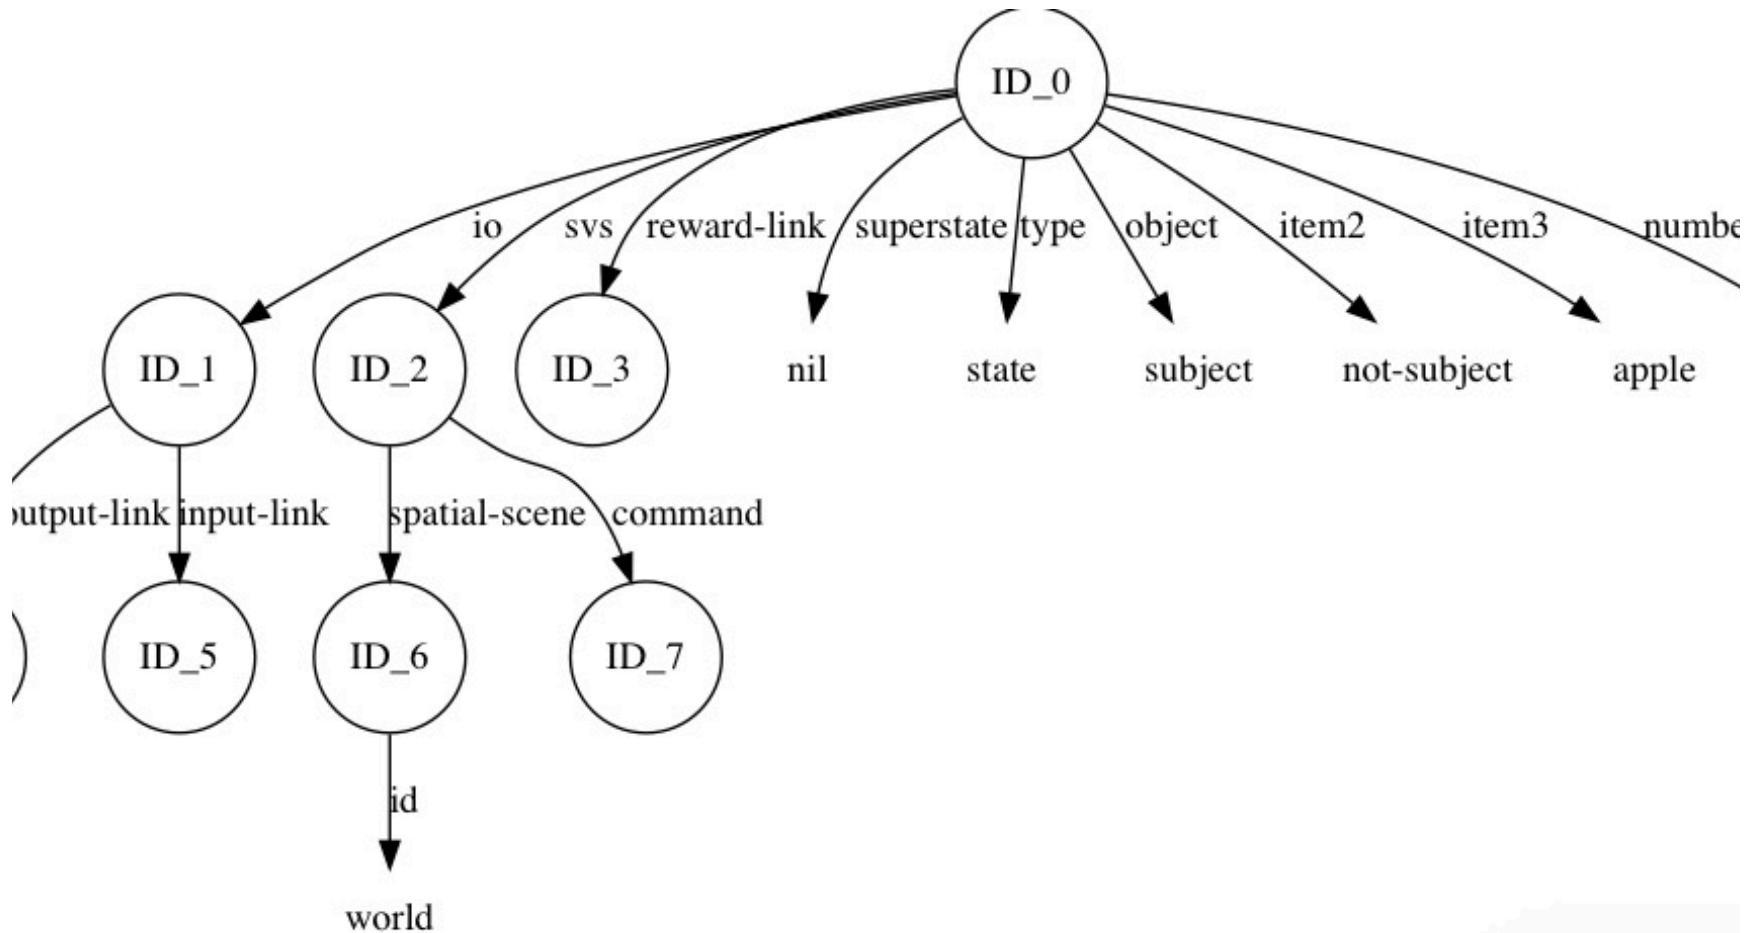 ID_0
io svs reward-link superstate type object item2 item3
ID_1 ID_2 ID_3 nil state subject not-subject apple
input-link spatial-scene command
ID_5 ID_6 ID_7
id
world